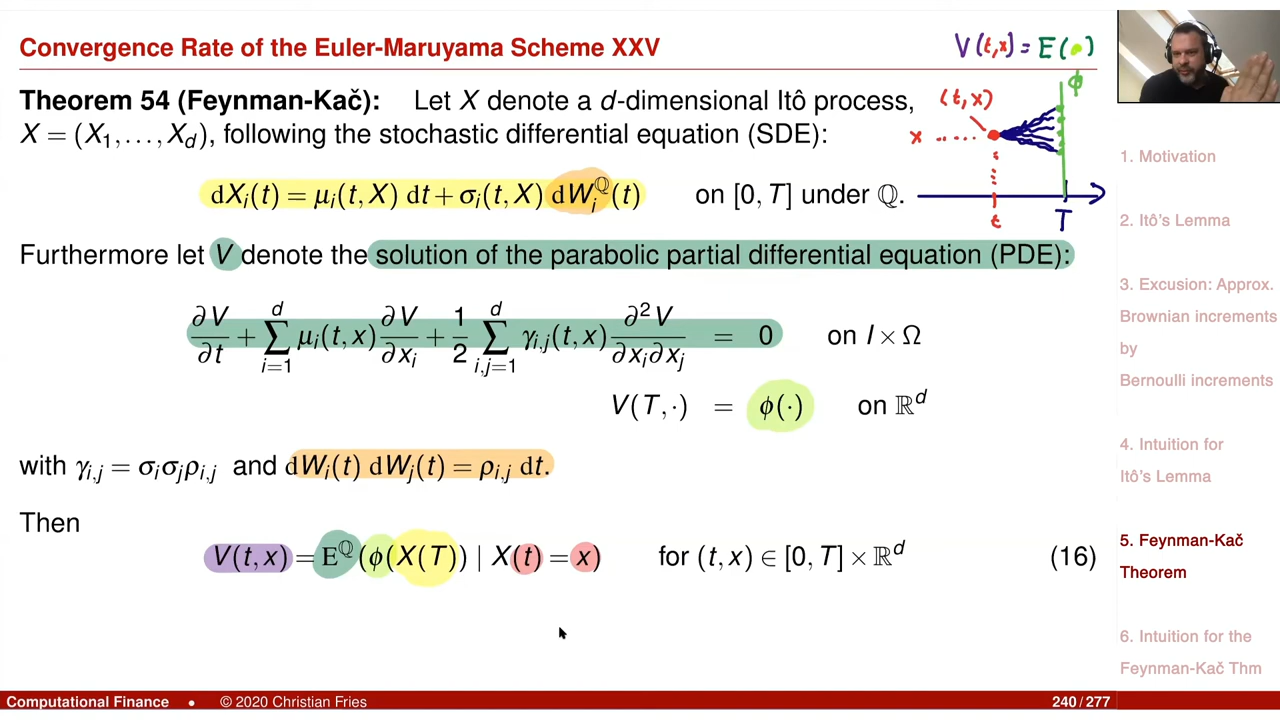 Convergence Rate of the Euler-Maruyama Scheme XXV
V(t,x) = E( )
Theorem 54 (Feynman-Kač): Let X denote a d-dimensional Itô process,
X = (X₁,...,X_d), following the stochastic differential equation (SDE):
(t,x)
ϕ
x
dX_i(t) = μ_i(t,X) dt + σ_i(t,X) dW_i^ℚ(t) on [0,T] under ℚ.
t
T
Furthermore let V denote the solution of the parabolic partial differential equation (PDE):
∂V/∂t + ∑_{i=1}^{d} μ_i(t,x) ∂V/∂x_i + 1/2 ∑_{i,j=1}^{d} γ_{i,j}(t,x) ∂²V/∂x_i∂x_j = 0 on I × Ω
V(T,·) = ϕ(·) on ℝ^d
with γ_{i,j} = σ_iσ_jρ_{i,j} and dW_i(t) dW_j(t) = ρ_{i,j} dt.
Then
V(t,x) = E^ℚ(ϕ(X(T)) | X(t) = x) for (t,x) ∈ [0,T] × ℝ^d (16)
1. Motivation
2. Itô's Lemma
3. Excusion: Approx.
Brownian increments
by
Bernoulli increments
4. Intuition for
Itô's Lemma
5. Feynman-Kač
Theorem
6. Intuition for the
Feynman-Kač Thm
Computational Finance • © 2020 Christian Fries 240/277